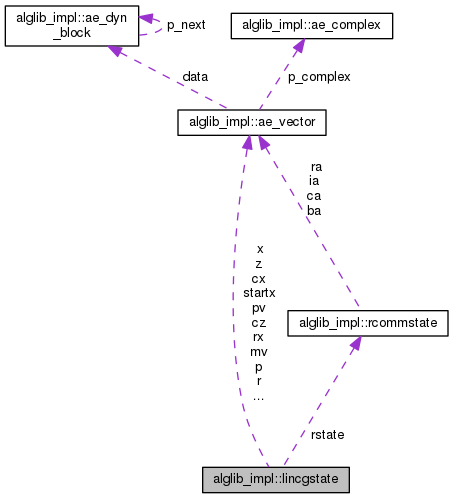 alglib_impl::ae_dyn
_block
p_next
alglib_impl::ae_complex
data
p_complex
alglib_impl::ae_vector
ra
ia
ca
ba
x
z
cx
startx
pv
cz
rx
mv
p
r
...
alglib_impl::rcommstate
rstate
alglib_impl::lincgstate